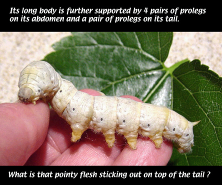 Its long body is further supported by 4 pairs of prolegs
on its abdomen and a pair of prolegs on its tail.
What is that pointy flesh sticking out on top of the tail ?